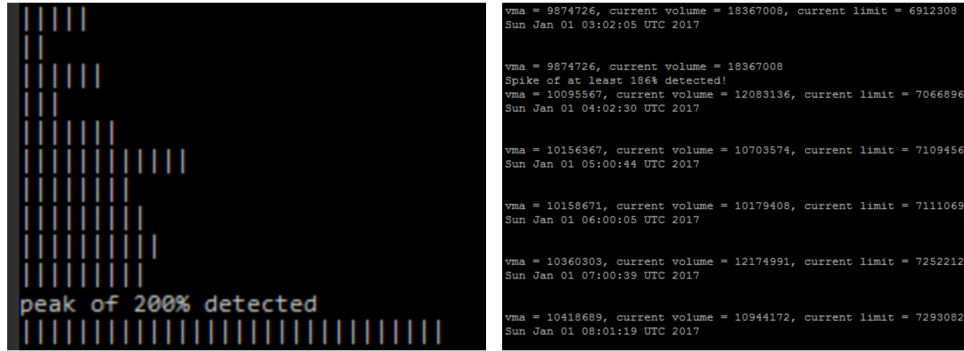 |||||
||
||||||
|||
|||||||
||||||||||||
||||||||
|||||||||
||||||||||
|||||||||
peak of 200% detected
||||||||||||||||||||||||||||||
vma = 9874726, current volume = 18367008, current limit = 6912308
Sun Jan 01 03:02:05 UTC 2017
vma = 9874726, current volume = 18367008
Spike of at least 186% detected!
vma = 10095567, current volume = 12083136, current limit = 7066896
Sun Jan 01 04:02:30 UTC 2017
vma = 10156367, current volume = 10703574, current limit = 7109456
Sun Jan 01 05:00:44 UTC 2017
vma = 10158671, current volume = 10179408, current limit = 7111069
Sun Jan 01 06:00:05 UTC 2017
vma = 10360303, current volume = 12174991, current limit = 7252212
Sun Jan 01 07:00:39 UTC 2017
vma = 10418689, current volume = 10944172, current limit = 7293082
Sun Jan 01 08:01:19 UTC 2017